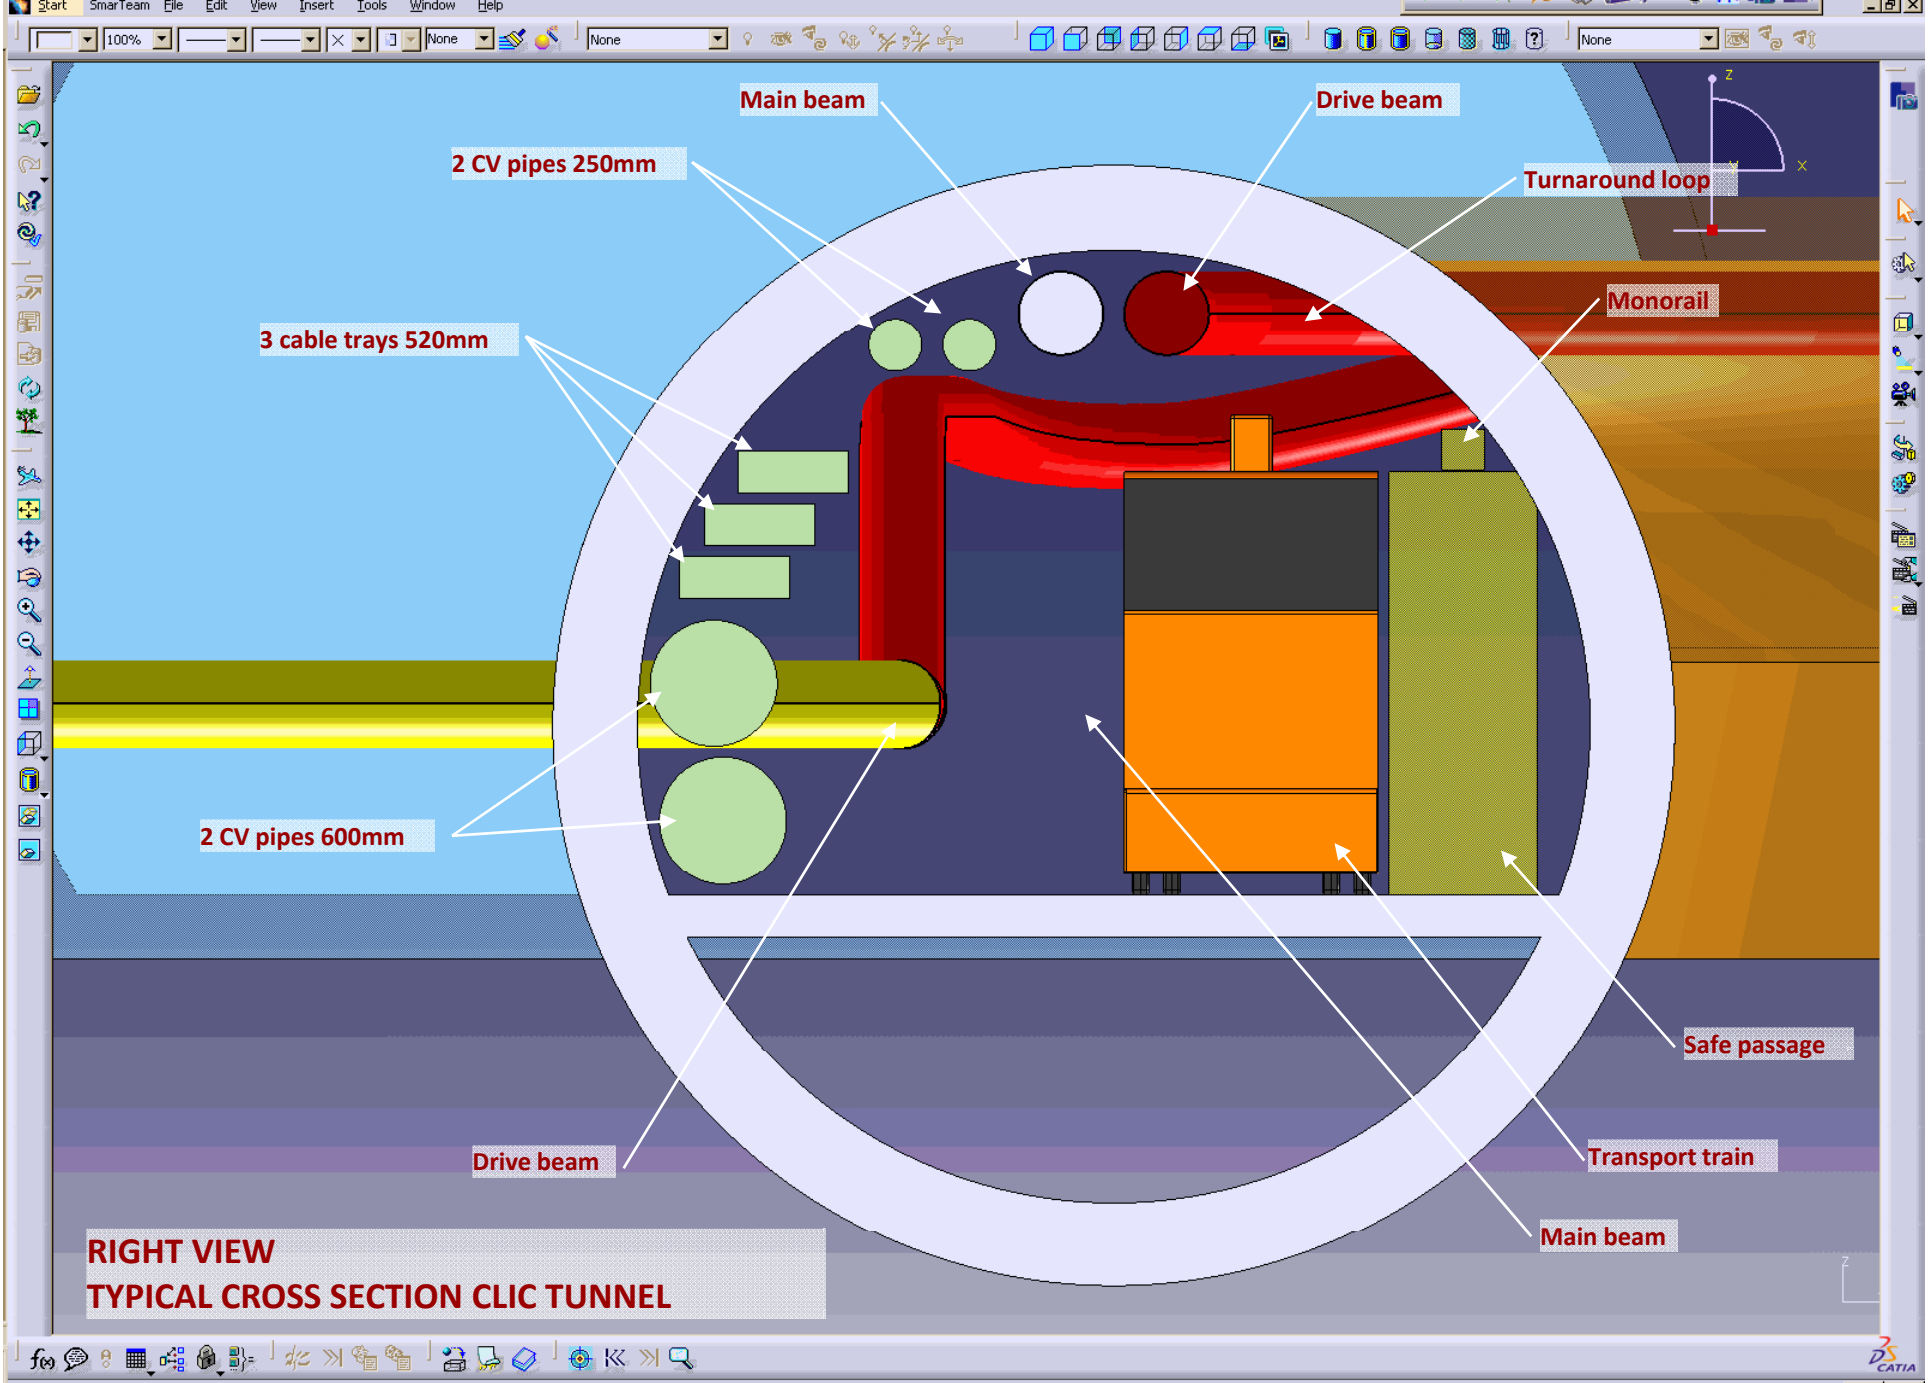 Start SmarTeam File Edit View Insert Tools Window Help
100% None None None
Z
X
Main beam
Drive beam
2 CV pipes 250mm
Turnaround loop
Monorail
3 cable trays 520mm
2 CV pipes 600mm
Safe passage
Drive beam
Transport train
Main beam
RIGHT VIEW
TYPICAL CROSS SECTION CLIC TUNNEL
Z
f(x)
DS
CATIA